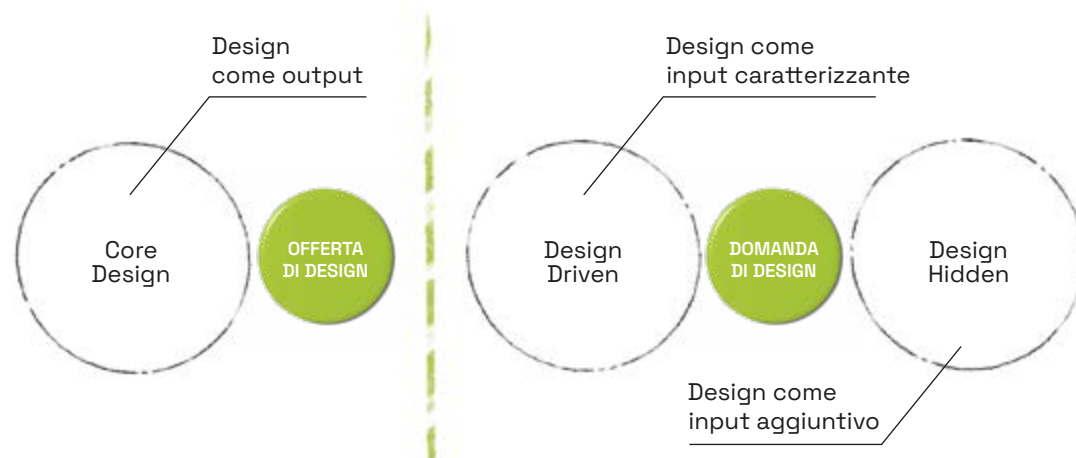 Design
come output
Core
Design
OFFERTA
DI DESIGN
Design come
input caratterizzante
Design
Driven
DOMANDA
DI DESIGN
Design
Hidden
Design come
input aggiuntivo